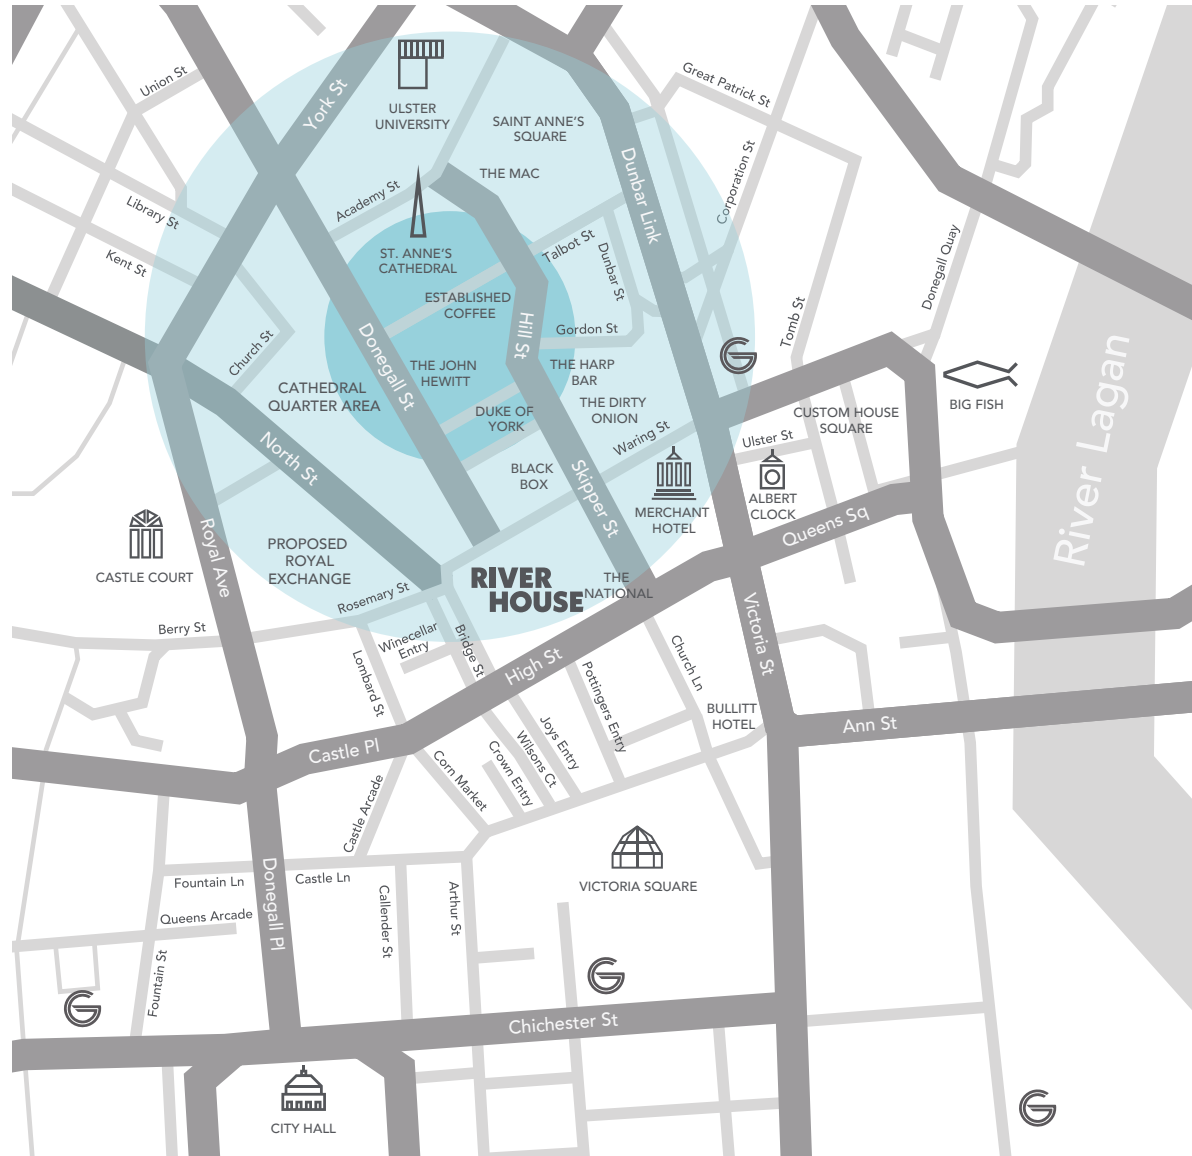 Union St
York St
ULSTER
UNIVERSITY
SAINT ANNE'S
SQUARE
Great Patrick St
THE MAC
Dunbar Link
Corporation St
Academy St
Library St
Kent St
ST. ANNE'S
CATHEDRAL
Talbot St
Dunbar St
Donegall Quay
ESTABLISHED
COFFEE
Hill St
Gordon St
Tomb St
Church St
Donegall St
THE JOHN
HEWITT
THE HARP
BAR
G
BIG FISH
River Lagan
CATHEDRAL
QUARTER AREA
DUKE OF
YORK
THE DIRTY
ONION
CUSTOM HOUSE
SQUARE
Waring St
Ulster St
North St
BLACK
BOX
Skipper St
MERCHANT
HOTEL
ALBERT
CLOCK
Queens Sq
Royal Ave
CASTLE COURT
PROPOSED
ROYAL
EXCHANGE
RIVER
HOUSE
THE
NATIONAL
Rosemary St
Berry St
Winecellar
Entry
Bridge St
High St
Victoria St
Church Ln
Lombard St
Pottingers Entry
BULLITT
HOTEL
Ann St
Castle Pl
Joys Entry
Wilsons Ct
Crown Entry
Corn Market
Castle Arcade
VICTORIA SQUARE
Fountain Ln
Castle Ln
Donegall Pl
Callender St
Arthur St
Queens Arcade
Fountain St
G
G
Chichester St
CITY HALL
G